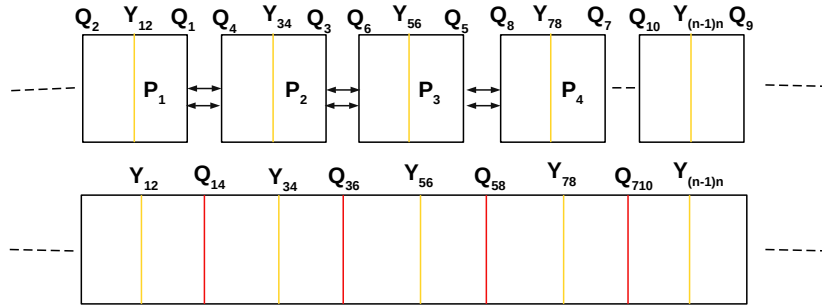 Q₂ Y₁₂ Q₁ Q₄ Y₃₄ Q₃ Q₆ Y₅₆ Q₅ Q₈ Y₇₈ Q₇ Q₁₀ Y₍ₙ₋₁₎ₙ Q₉
P₁ P₂ P₃ P₄
Y₁₂ Q₁₄ Y₃₄ Q₃₆ Y₅₆ Q₅₈ Y₇₈ Q₇₁₀ Y₍ₙ₋₁₎ₙ